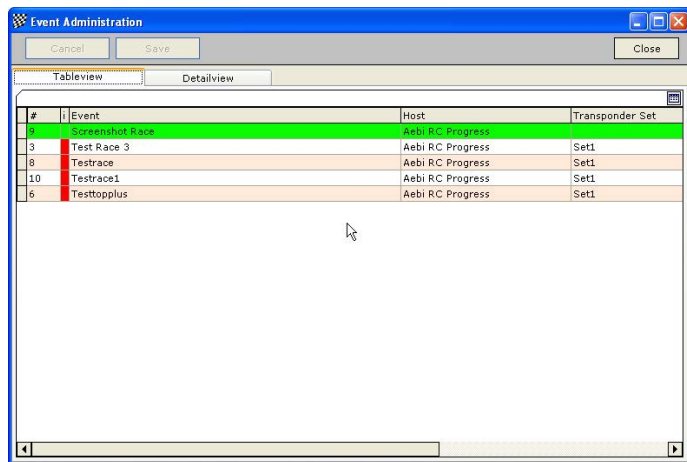 Event Administration
Cancel Save Close
Tableview Detailview
# i Event Host Transponder Set
9 Screenshot Race Aebi RC Progress
3 Test Race 3 Aebi RC Progress Set1
8 Testrace Aebi RC Progress Set1
10 Testrace1 Aebi RC Progress Set1
6 Testtopplus Aebi RC Progress Set1